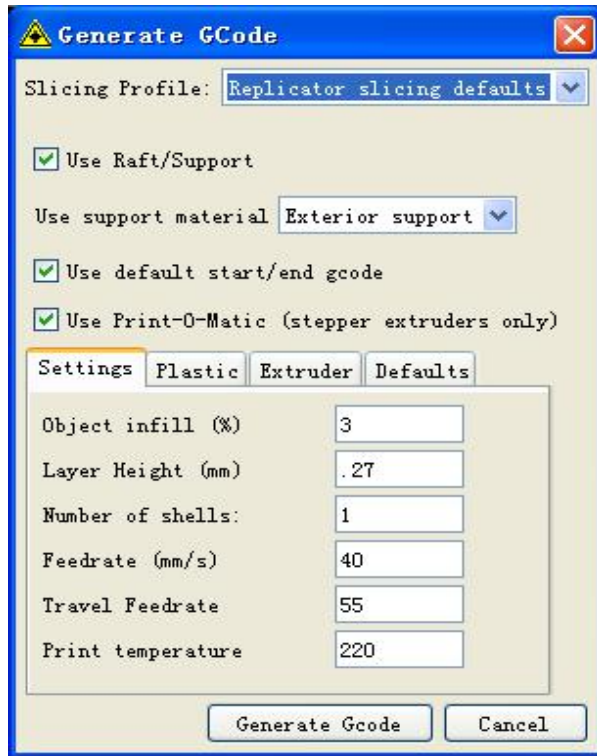 Generate GCode
Slicing Profile: Replicator slicing defaults
Use Raft/Support
Use support material Exterior support
Use default start/end gcode
Use Print-O-Matic (stepper extruders only)
Settings Plastic Extruder Defaults
Object infill (%) 3
Layer Height (mm) .27
Number of shells: 1
Feedrate (mm/s) 40
Travel Feedrate 55
Print temperature 220
Generate Gcode Cancel